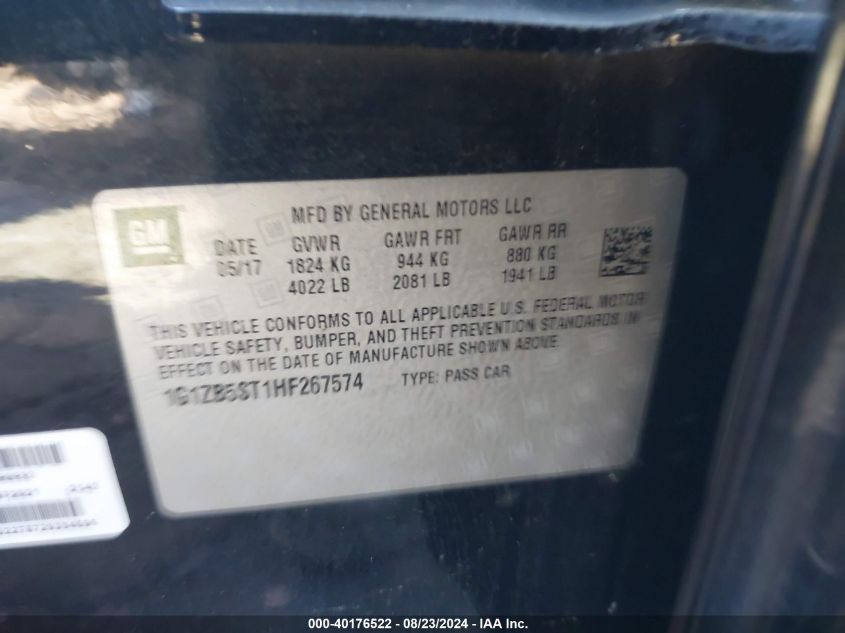 GM
MFD BY GENERAL MOTORS LLC
DATE GVWR GAWR FRT GAWR RR
05/17 1824 KG 944 KG 880 KG
4022 LB 2081 LB 1941 LB
THIS VEHICLE CONFORMS TO ALL APPLICABLE U.S. FEDERAL MOTOR
VEHICLE SAFETY, BUMPER, AND THEFT PREVENTION STANDARDS IN
EFFECT ON THE DATE OF MANUFACTURE SHOWN ABOVE
1G1ZB5ST1HF267574 TYPE: PASS CAR
000-40176522 - 08/23/2024 - IAA Inc.